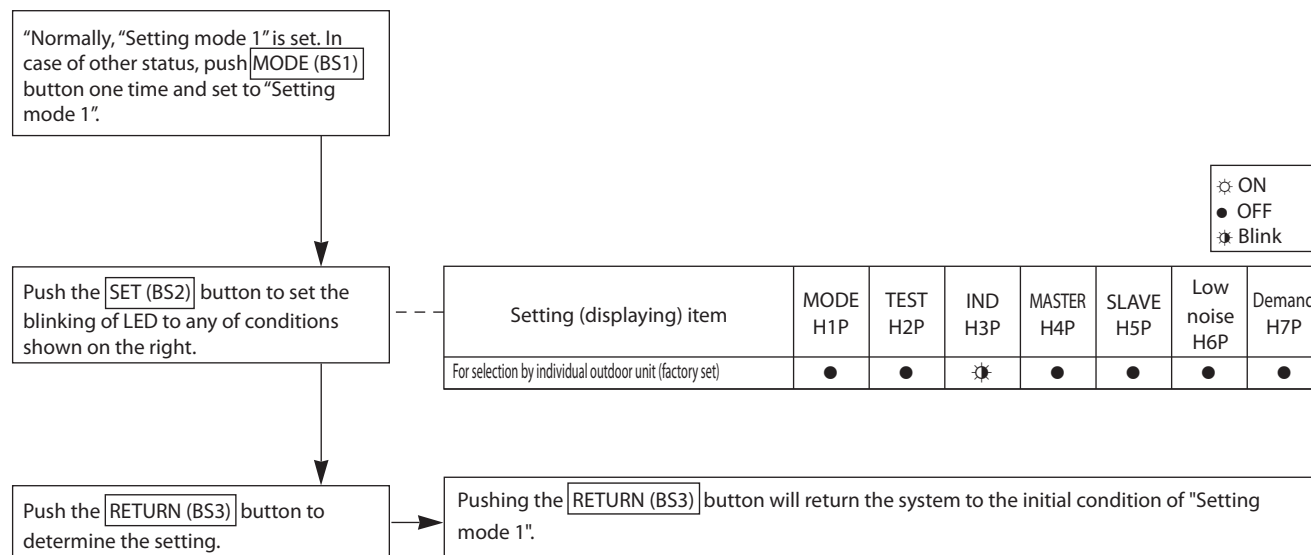 “Normally, “Setting mode 1” is set. In
case of other status, push MODE (BS1)
button one time and set to “Setting
mode 1”.
ON
OFF
Blink
Push the SET (BS2) button to set the
blinking of LED to any of conditions
shown on the right.
Setting (displaying) item
MODE
H1P
TEST
H2P
IND
H3P
MASTER
H4P
SLAVE
H5P
Low
noise
H6P
Demand
H7P
For selection by individual outdoor unit (factory set)
Push the RETURN (BS3) button to
determine the setting.
Pushing the RETURN (BS3) button will return the system to the initial condition of "Setting
mode 1".